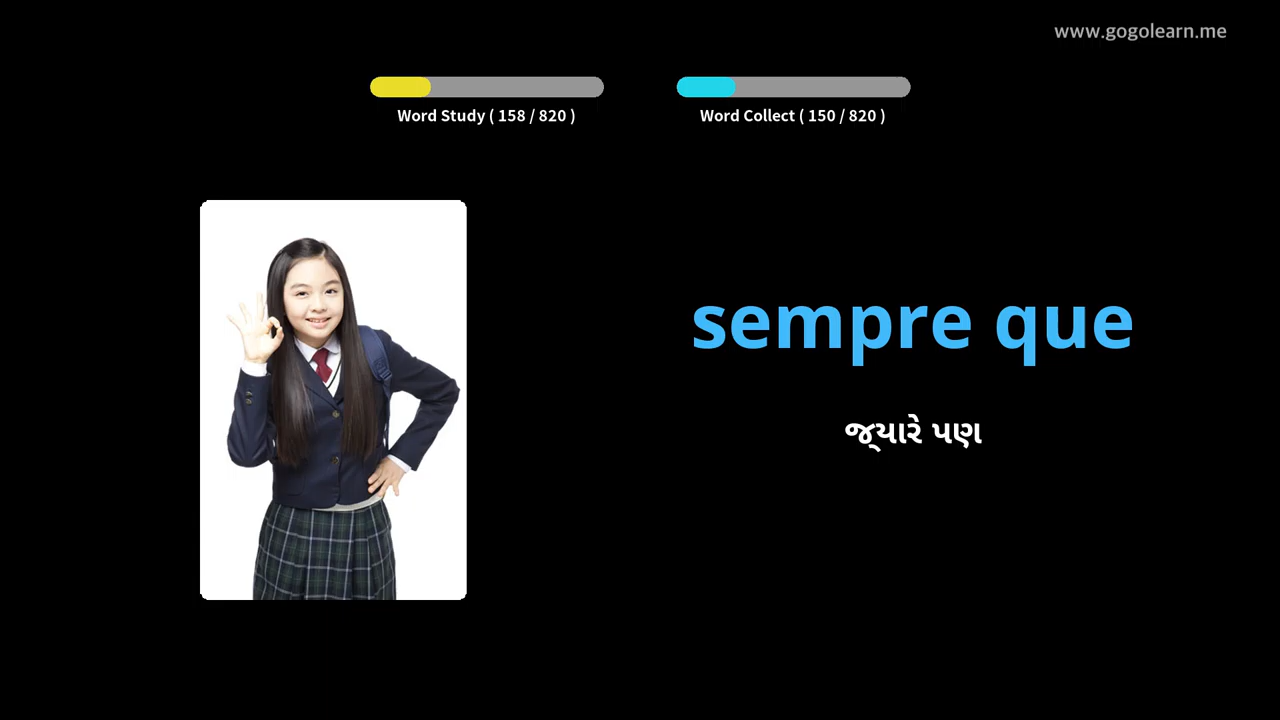 www.gogolearn.me
Word Study ( 158 / 820 )
Word Collect ( 150 / 820 )
sempre que
જ્યારે પણ